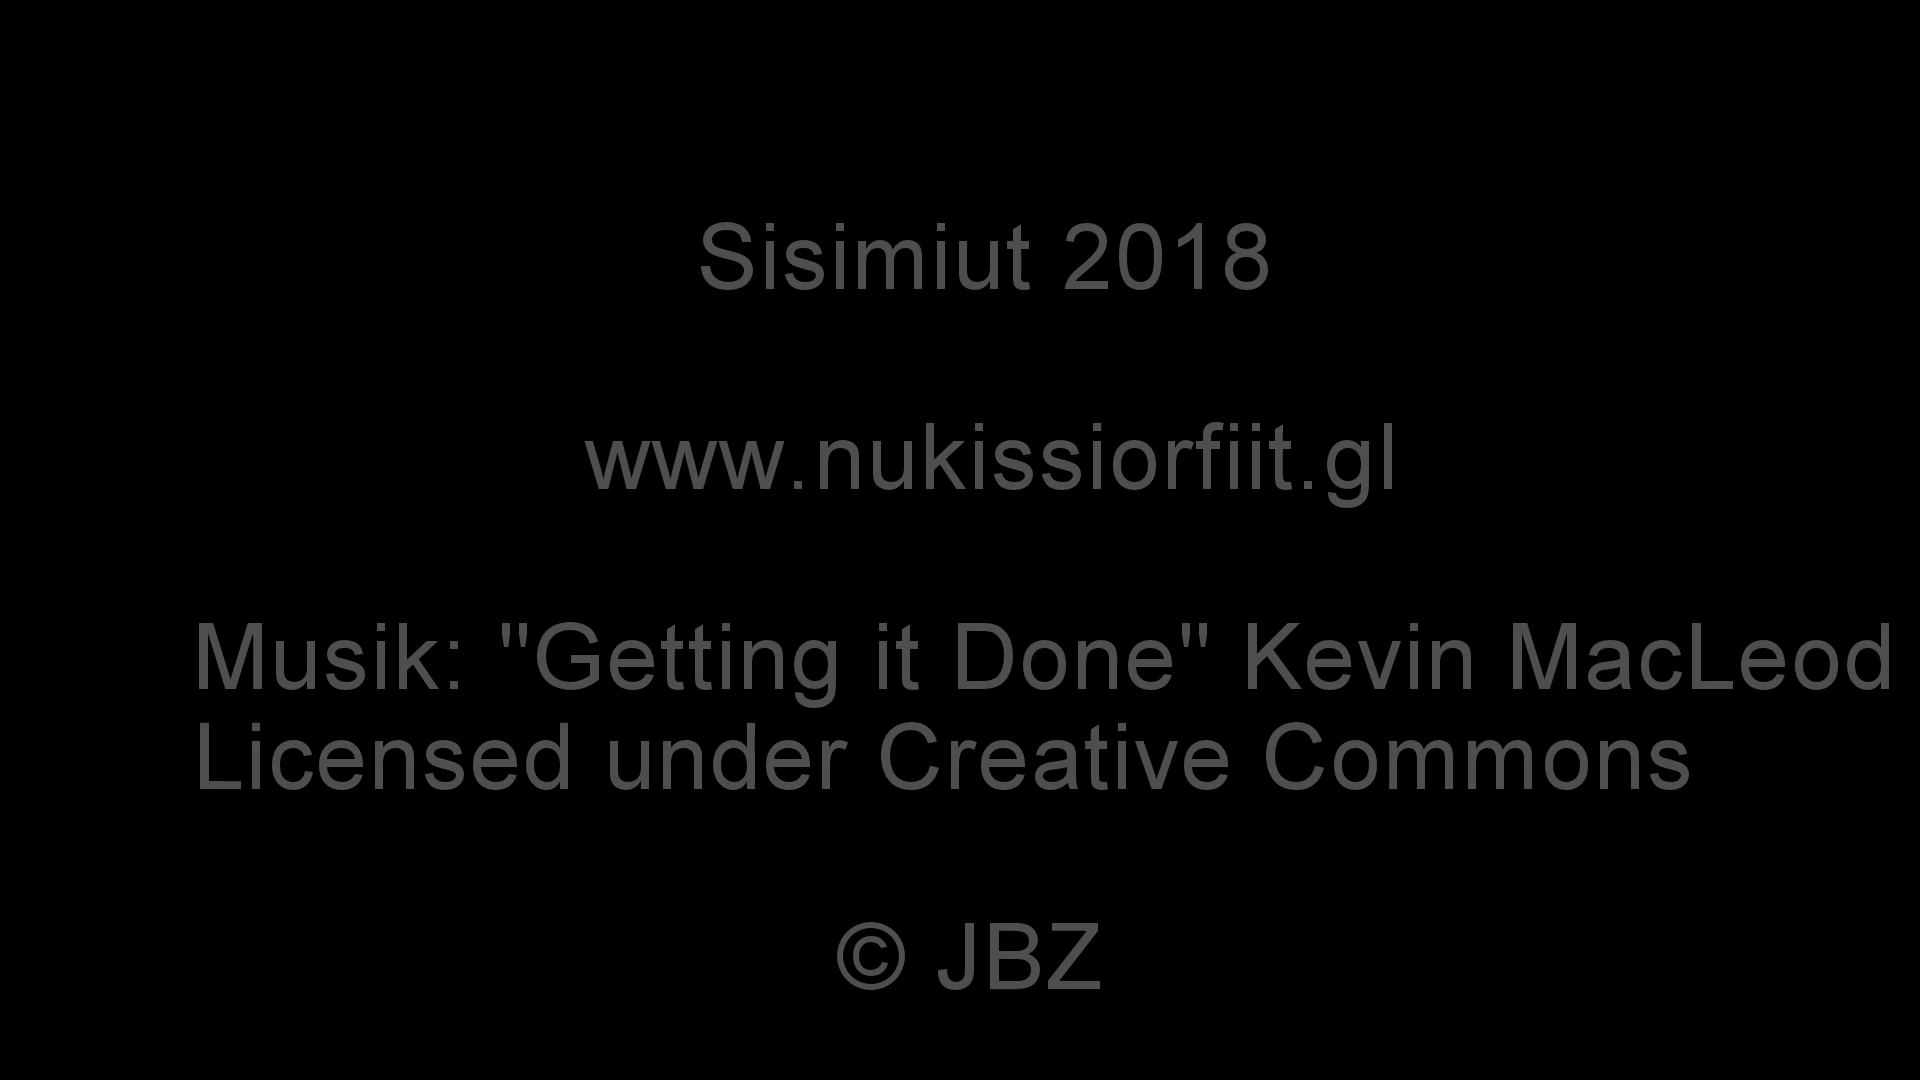 Sisimiut 2018
www.nukissiorfiit.gl
Musik: "Getting it Done" Kevin MacLeod
Licensed under Creative Commons
© JBZ